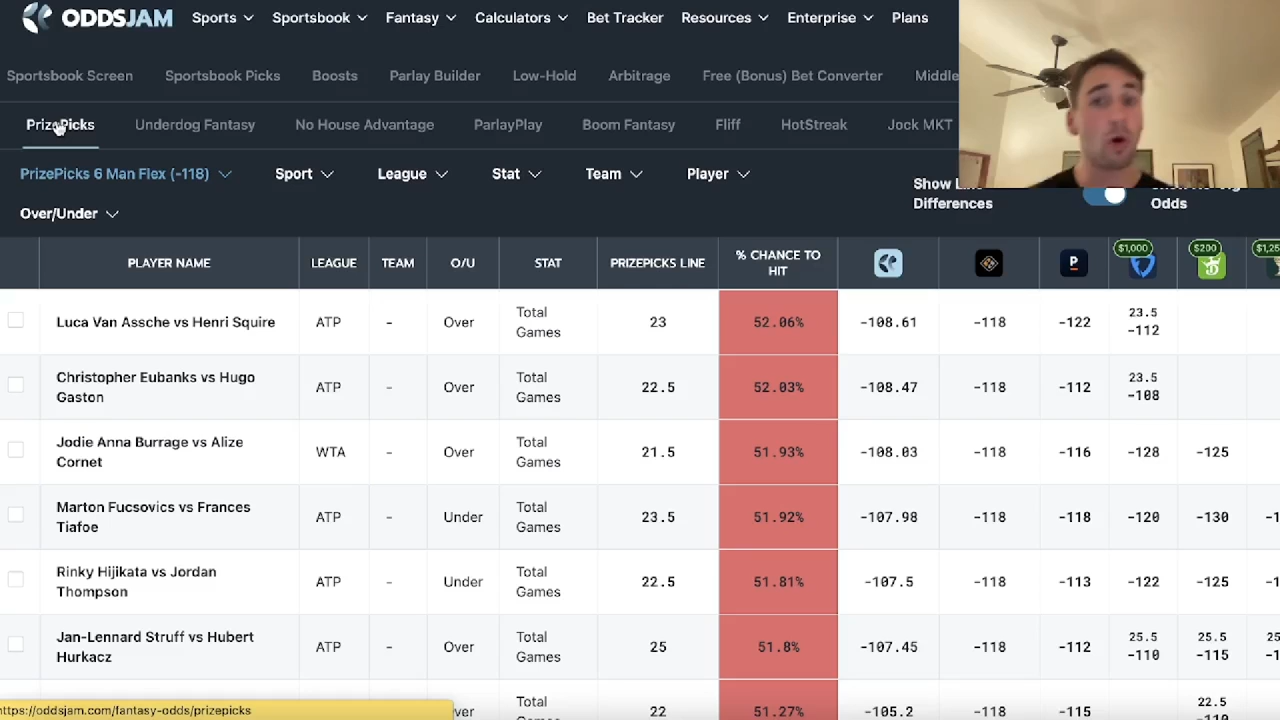 ODDSJAM Sports Sportsbook Fantasy Calculators Bet Tracker Resources Enterprise Plans
Sportsbook Screen Sportsbook Picks Boosts Parlay Builder Low-Hold Arbitrage Free (Bonus) Bet Converter Middle
PrizePicks Underdog Fantasy No House Advantage ParlayPlay Boom Fantasy Fliff HotStreak Jock MKT
PrizePicks 6 Man Flex (-118) Sport League Stat Team Player
Show
Differences
Odds
Over/Under
PLAYER NAME LEAGUE TEAM O/U STAT PRIZEPICKS LINE % CHANCE TO
HIT
P
$1,000 $200 $1,25
Luca Van Assche vs Henri Squire ATP - Over Total
Games 23 52.06% -108.61 -118 -122 23.5
-112
Christopher Eubanks vs Hugo
Gaston ATP - Over Total
Games 22.5 52.03% -108.47 -118 -112 23.5
-108
Jodie Anna Burrage vs Alize
Cornet WTA - Over Total
Games 21.5 51.93% -108.03 -118 -116 -128 -125
Marton Fucsovics vs Frances
Tiafoe ATP - Under Total
Games 23.5 51.92% -107.98 -118 -118 -120 -130 -1
Rinky Hijikata vs Jordan
Thompson ATP - Under Total
Games 22.5 51.81% -107.5 -118 -113 -122 -125 -1
Jan-Lennard Struff vs Hubert
Hurkacz ATP - Over Total
Games 25 51.8% -107.45 -118 -112 25.5
-110 25.5
-115 25
-1
Total
Games 22 51.27% -105.2 -118 -115 22.5
-110
https://oddsjam.com/fantasy-odds/prizepicks